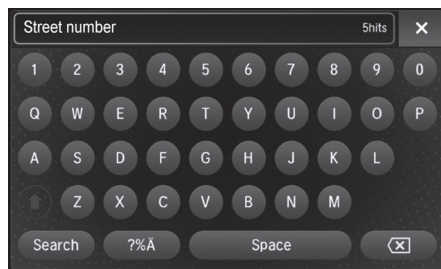 Street number 5hits ×
1 2 3 4 5 6 7 8 9 0
Q W E R T Y U I O P
A S D F G H J K L
Z X C V B N M
Search ?%Ä Space